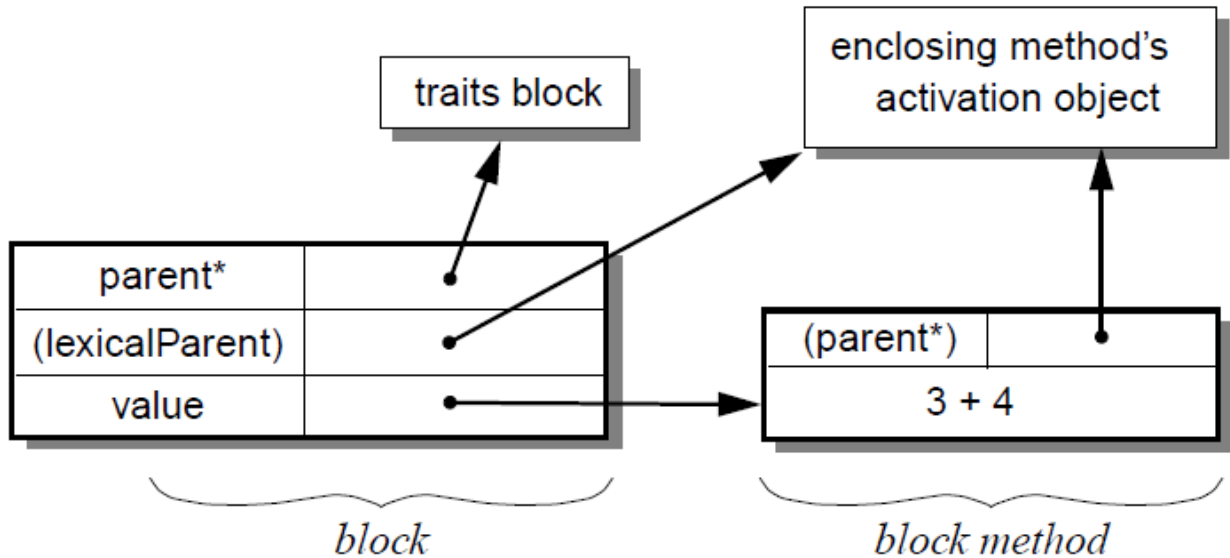 traits block
enclosing method's
activation object
parent*
(lexicalParent)
value
(parent*)
3 + 4
block
block method